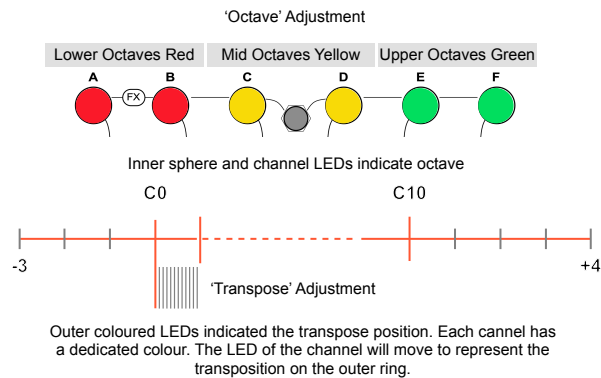 ‘Octave’ Adjustment
Lower Octaves Red Mid Octaves Yellow Upper Octaves Green
A B C D E F
FX
Inner sphere and channel LEDs indicate octave
C0 C10
-3 +4
‘Transpose’ Adjustment
Outer coloured LEDs indicated the transpose position. Each cannel has
a dedicated colour. The LED of the channel will move to represent the
transposition on the outer ring.